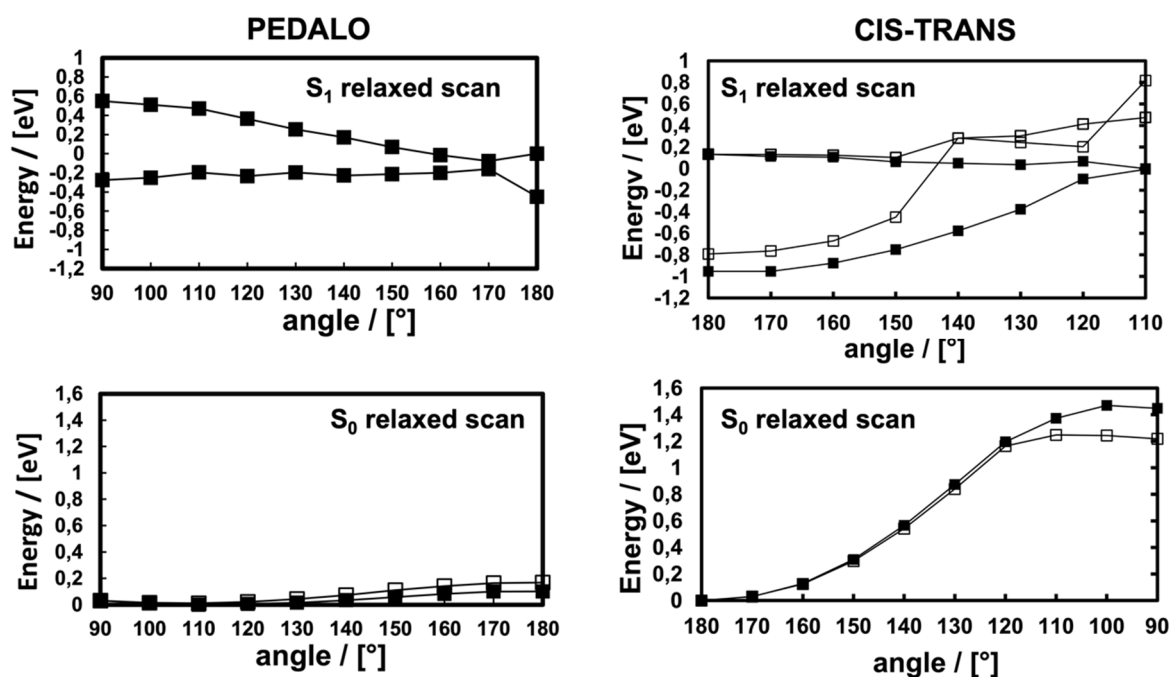 PEDALO
CIS-TRANS
S1 relaxed scan
Energy / [eV]
1
0,8
0,6
0,4
0,2
0
-0,2
-0,4
-0,6
-0,8
-1
-1,2
90 100 110 120 130 140 150 160 170 180
angle / [°]
S1 relaxed scan
Energv / [eV]
1
0,8
0,6
0,4
0,2
0
-0,2
-0,4
-0,6
-0,8
-1
-1,2
180 170 160 150 140 130 120 110
angle / [°]
S0 relaxed scan
Energy / [eV]
1,6
1,4
1,2
1
0,8
0,6
0,4
0,2
0
90 100 110 120 130 140 150 160 170 180
angle / [°]
S0 relaxed scan
Energy / [eV]
1,6
1,4
1,2
1
0,8
0,6
0,4
0,2
0
180 170 160 150 140 130 120 110 100 90
angle / [°]